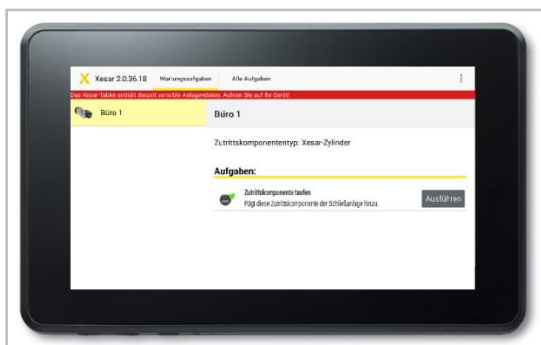 Xesar 2.0.36.18 Wartungsaufgaben Alle Aufgaben
Das Xesar-Tablet enthält derzeit sensible Anlagendaten. Achten Sie auf Ihr Gerät!
Büro 1
Büro 1
Zutrittskomponententyp: Xesar-Zylinder
Aufgaben:
Zutrittskomponente taufen
Fügt diese Zutrittskomponente der Schließanlage hinzu.
Ausführen